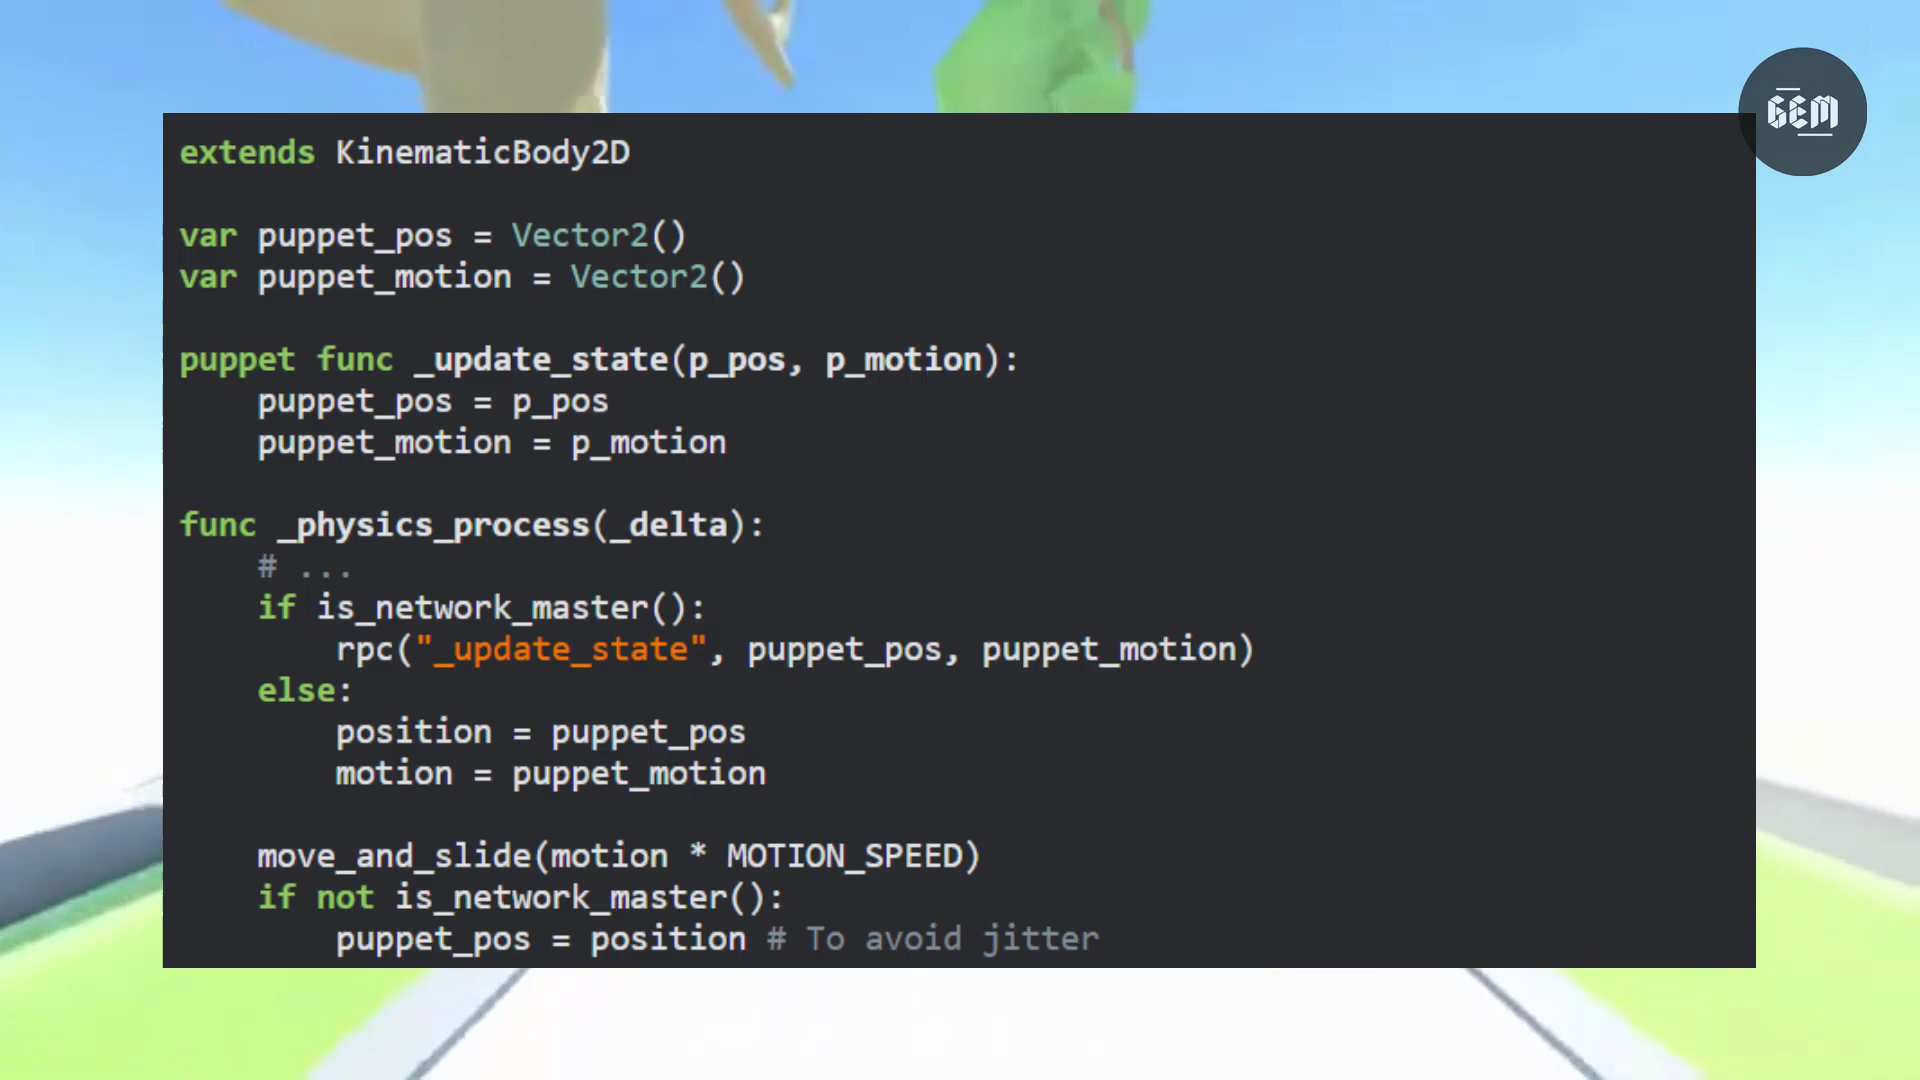 GEM
extends KinematicBody2D
var puppet_pos = Vector2()
var puppet_motion = Vector2()
puppet func _update_state(p_pos, p_motion):
puppet_pos = p_pos
puppet_motion = p_motion
func _physics_process(_delta):
# ...
if is_network_master():
rpc("_update_state", puppet_pos, puppet_motion)
else:
position = puppet_pos
motion = puppet_motion
move_and_slide(motion * MOTION_SPEED)
if not is_network_master():
puppet_pos = position # To avoid jitter